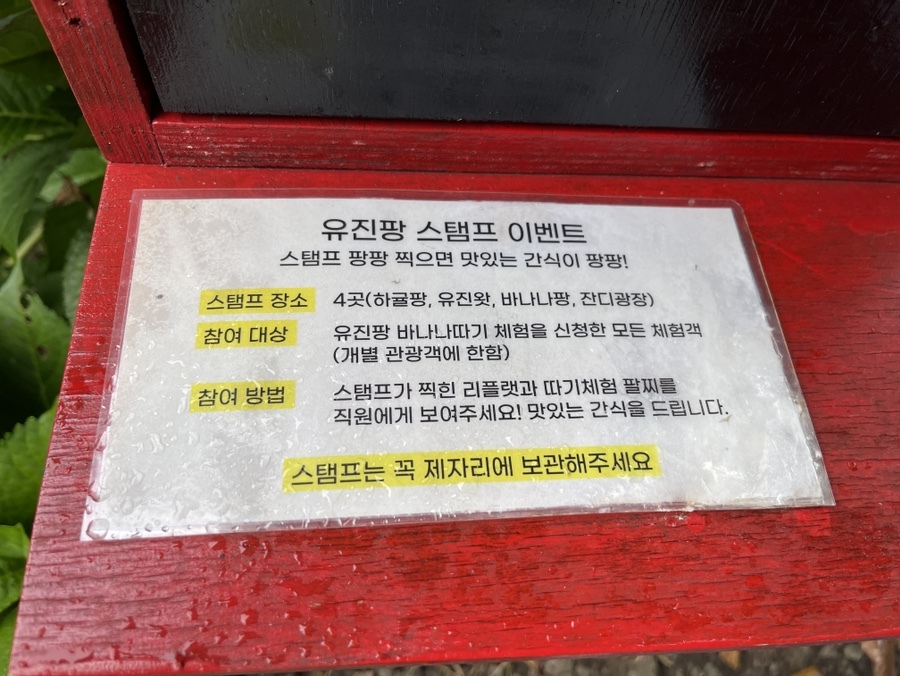 유진팡 스탬프 이벤트
스탬프 팡팡 찍으면 맛있는 간식이 팡팡!
스탬프 장소 4곳(하귤팡, 유진왓, 바나나팡, 잔디광장)
참여 대상 유진팡 바나나따기 체험을 신청한 모든 체험객
(개별 관광객에 한함)
참여 방법 스탬프가 찍힌 리플랫과 따기체험 팔찌를
직원에게 보여주세요! 맛있는 간식을 드립니다.
스탬프는 꼭 제자리에 보관해주세요